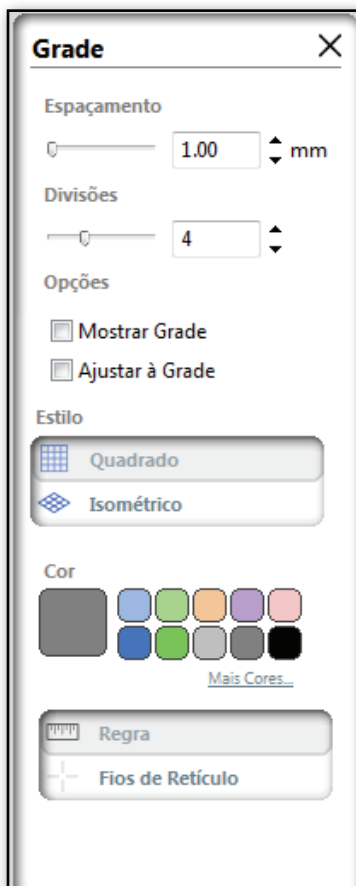 Grade
Espaçamento
1.00 mm
Divisões
4
Opções
Mostrar Grade
Ajustar à Grade
Estilo
Quadrado
Isométrico
Cor
Mais Cores...
Regra
Fios de Retículo